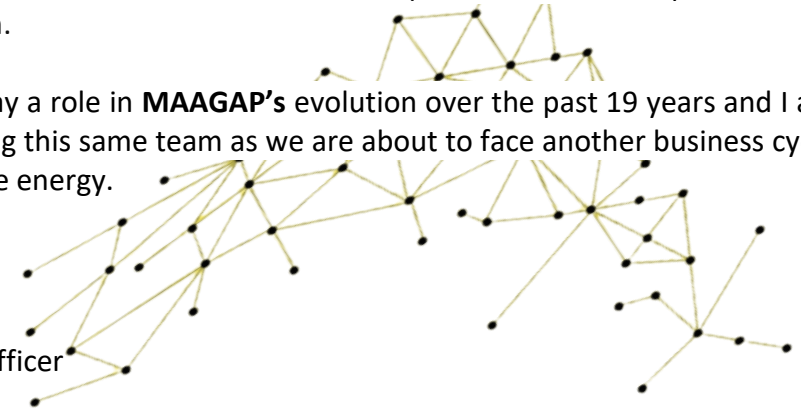 .
y a role in MAAGAP’s evolution over the past 19 years and I a
g this same team as we are about to face another business cy
e energy.
fficer